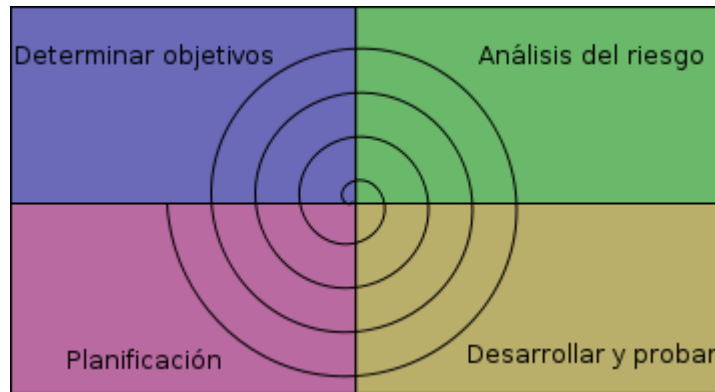 Determinar objetivos
Análisis del riesgo
Planificación
Desarrollar y probar